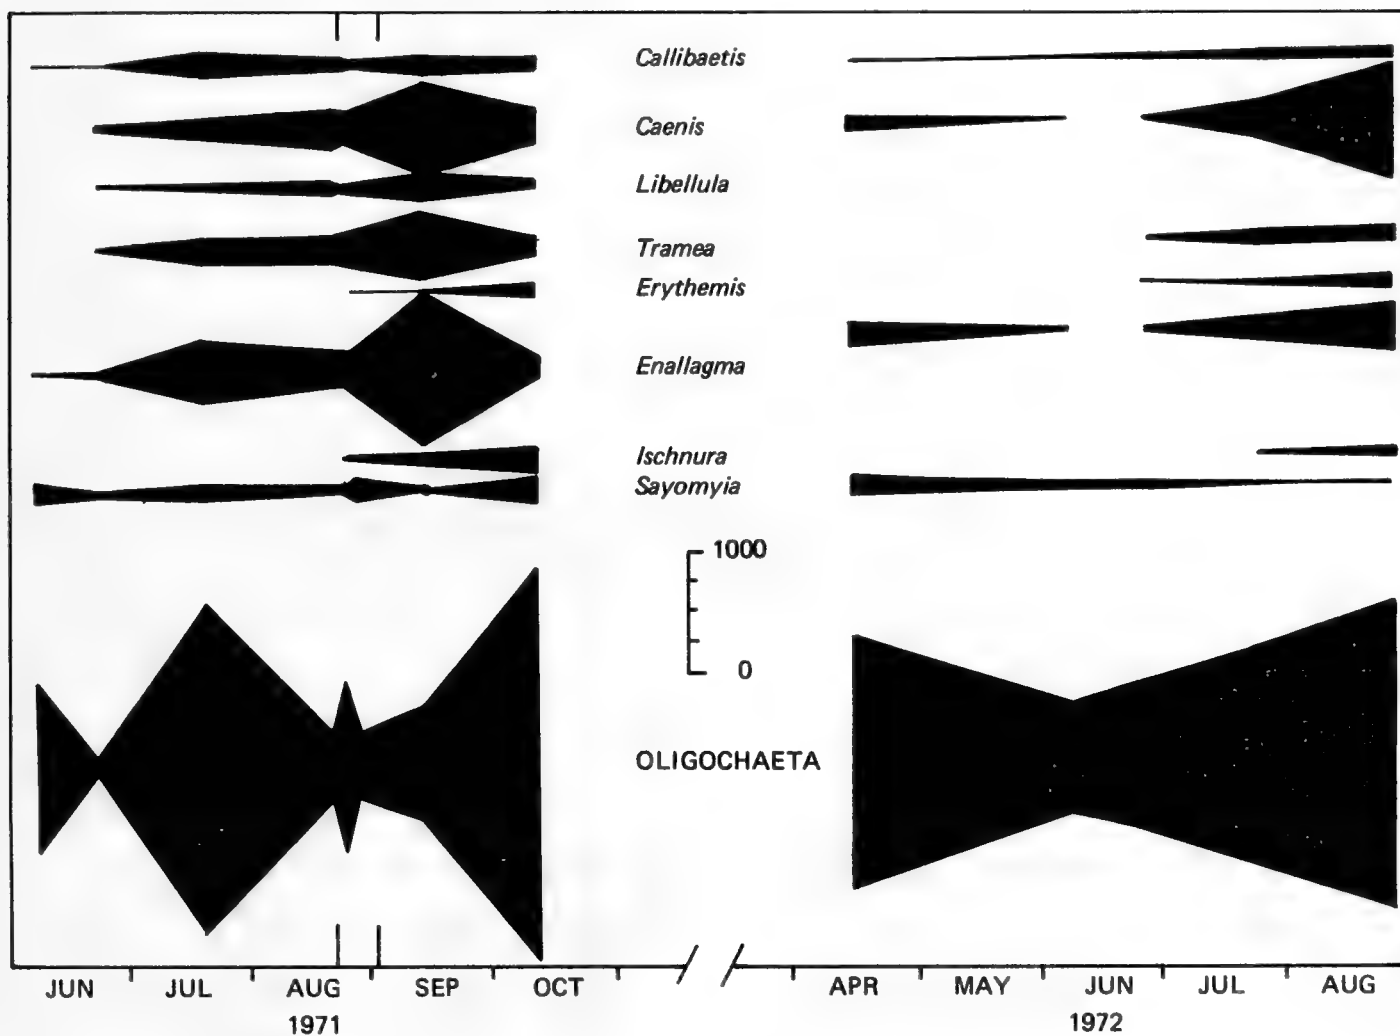 Callibaetis
Caenis
Libellula
Tramea
Erythemis
Enallagma
Ischnura
Sayomyia
1000
0
OLIGOCHAETA
JUN JUL AUG SEP OCT APR MAY JUN JUL AUG
1971 1972